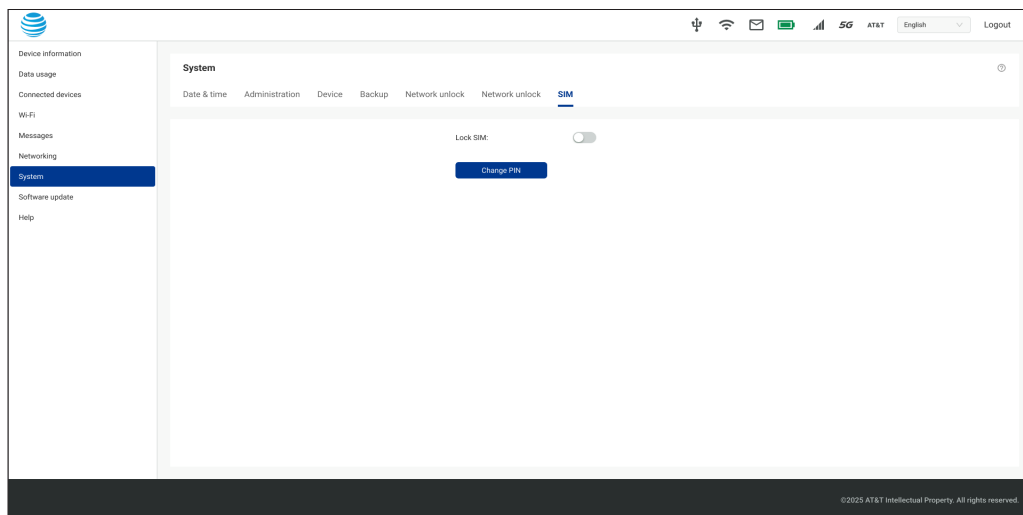 5G AT&T English Logout
Device information
Data usage
Connected devices
Wi-Fi
Messages
Networking
System
Software update
Help
System
Date & time Administration Device Backup Network unlock Network unlock SIM
Lock SIM:
Change PIN
©2025 AT&T Intellectual Property. All rights reserved.